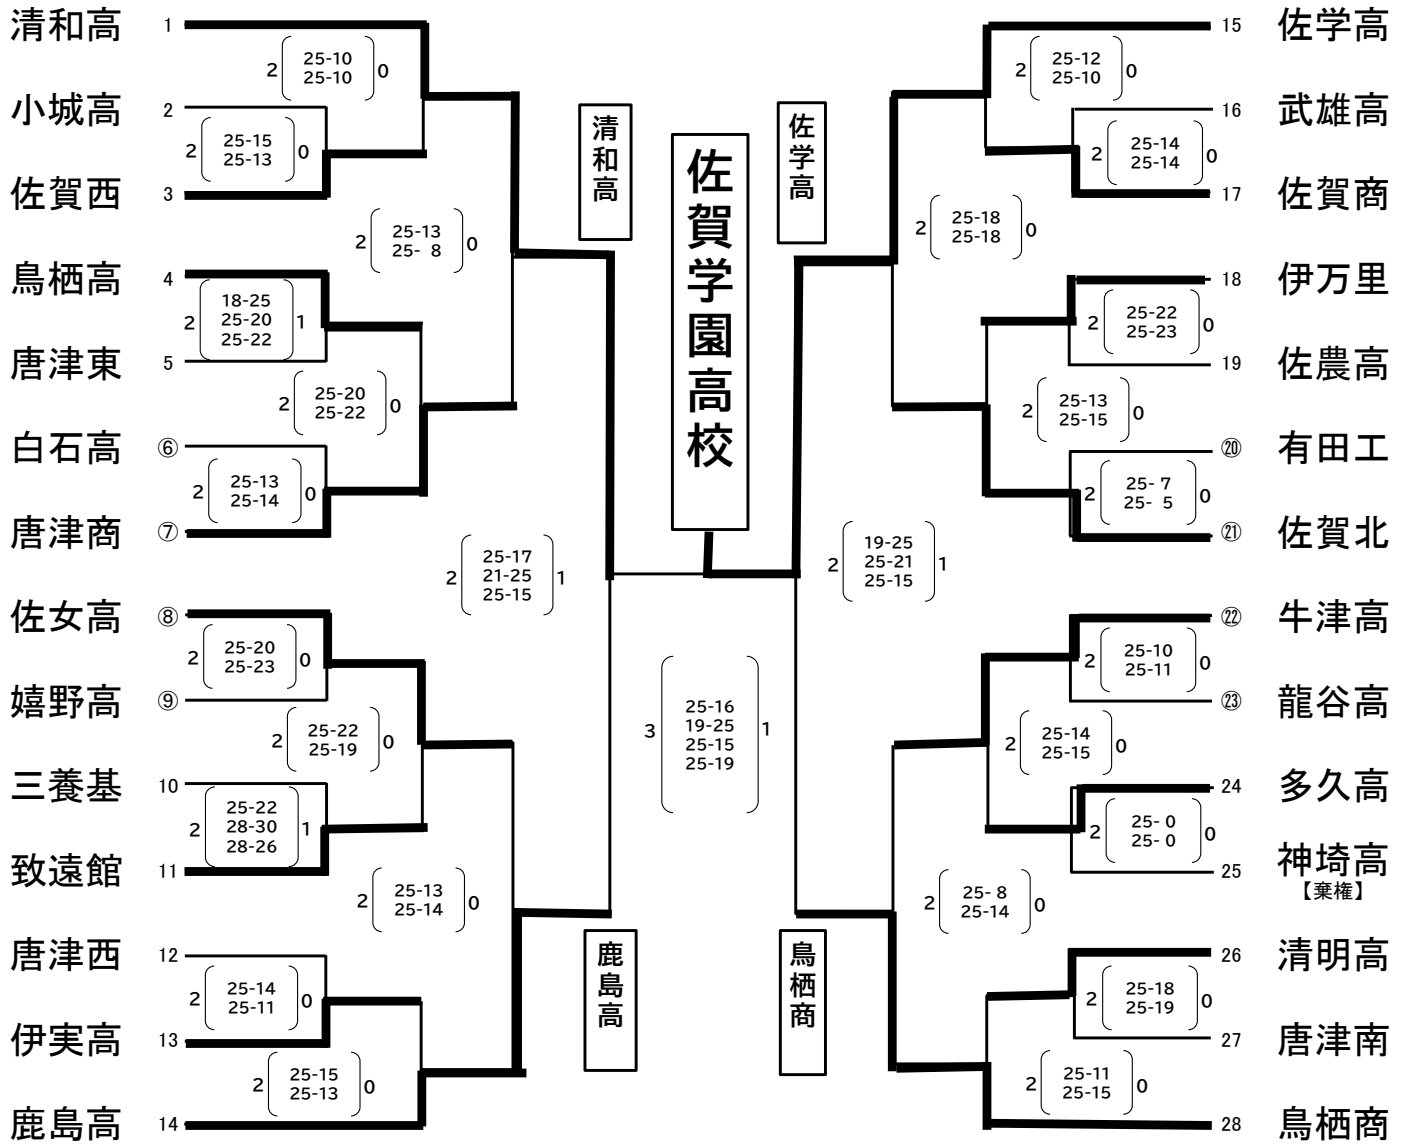 清和高 1
2 25-10 0
25-10
小城高 2
2 25-15 0
25-13
佐賀西 3
2 25-13 0
25- 8
鳥栖高 4
18-25
2 25-20 1
25-22
唐津東 5
2 25-20 0
25-22
白石高 ⑥
2 25-13 0
25-14
唐津商 ⑦
25-17
2 21-25 1
25-15
佐女高 ⑧
2 25-20 0
25-23
嬉野高 ⑨
2 25-22 0
25-19
三養基 10
25-22
2 28-30 1
28-26
致遠館 11
2 25-13 0
25-14
唐津西 12
2 25-14 0
25-11
伊実高 13
2 25-15 0
25-13
鹿島高 14
清和高
鹿島高
佐賀学園高校
25-16
3 19-25 1
25-15
25-19
佐学高
鳥栖商
15 佐学高
2 25-12 0
25-10
16 武雄高
2 25-14 0
25-14
17 佐賀商
2 25-18 0
25-18
18 伊万里
2 25-22 0
25-23
19 佐農高
2 25-13 0
25-15
⑳ 有田工
2 25- 7 0
25- 5
㉑ 佐賀北
19-25
2 25-21 1
25-15
㉒ 牛津高
2 25-10 0
25-11
㉓ 龍谷高
2 25-14 0
25-15
24 多久高
2 25- 0 0
25- 0
25 神埼高
【棄権】
2 25- 8 0
25-14
26 清明高
2 25-18 0
25-19
27 唐津南
2 25-11 0
25-15
28 鳥栖商